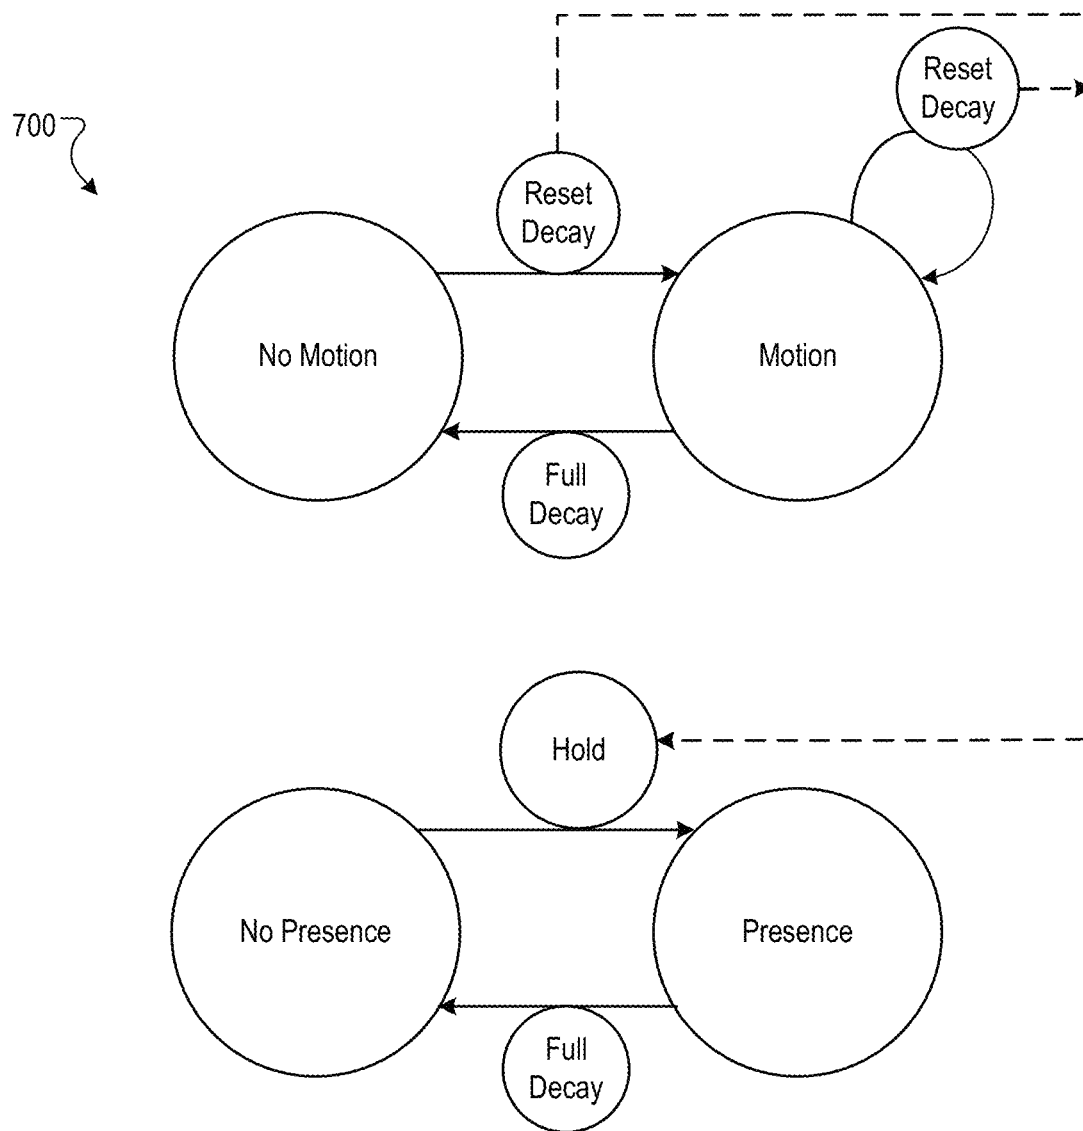 Reset
Decay
700
Reset
Decay
No Motion
Motion
Full
Decay
Hold
No Presence
Presence
Full
Decay